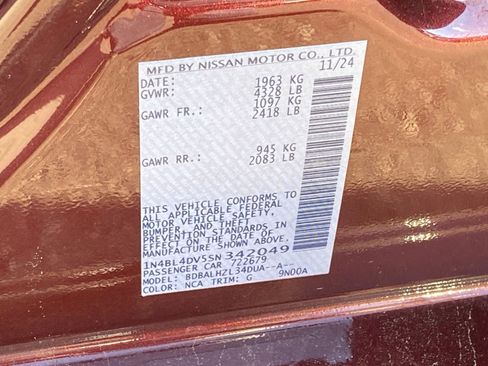 MFD BY NISSAN MOTOR CO., LTD.
DATE: 11/24
GVWR: 1963 KG
4328 LB
GAWR FR.: 1097 KG
2418 LB
GAWR RR.: 945 KG
2083 LB
THIS VEHICLE CONFORMS TO
ALL APPLICABLE FEDERAL
MOTOR VEHICLE SAFETY,
BUMPER, AND THEFT
PREVENTION STANDARDS IN
EFFECT ON THE DATE OF
MANUFACTURE SHOWN ABOVE.
1N4BL4DV5SN342049
PASSENGER CAR 722679
MODEL: BDBALHZL34DUA--A--
COLOR: NCA TRIM: G 9N00A